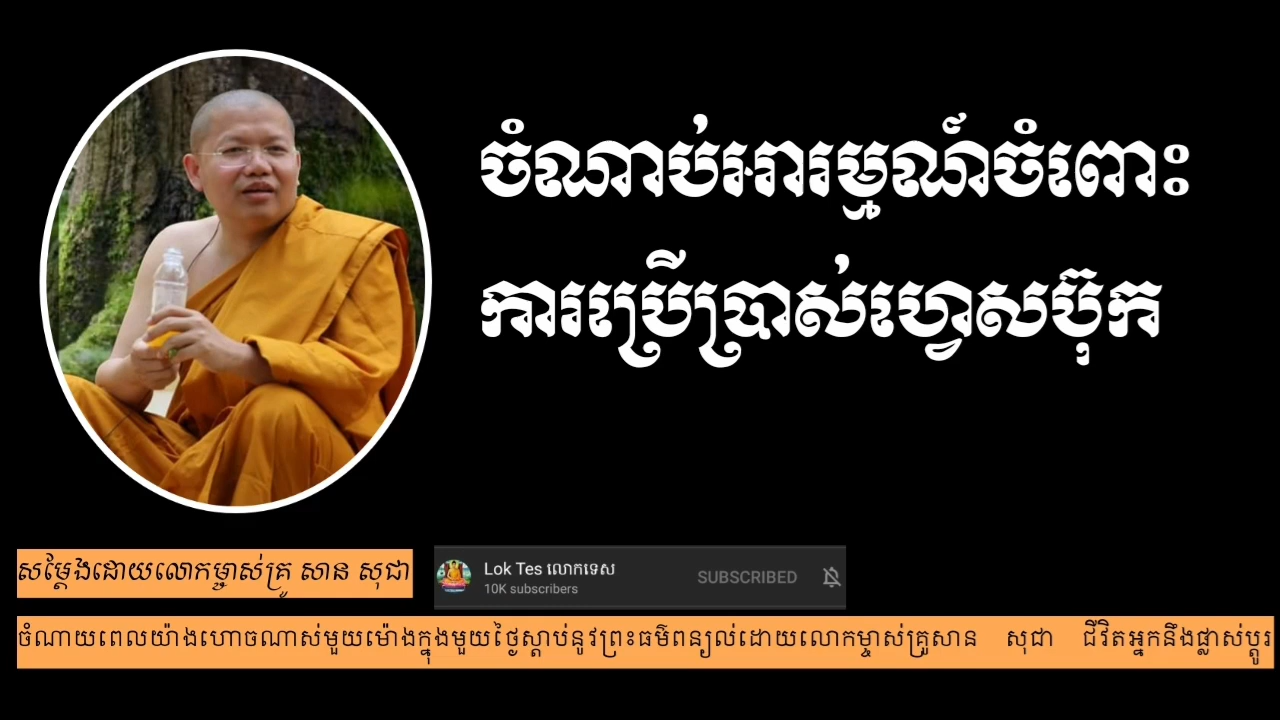 ចំណាប់អារម្មណ៍ចំពោះ
ការប្រើប្រាស់ហ្វេសប៊ុក
សម្តែងដោយលោកម្ចាស់គ្រូ សាន សុជា
Lok Tes លោកទេស
10K subscribers
SUBSCRIBED
ចំណាយពេលយ៉ាងហោចណាស់មួយម៉ោងក្នុងមួយថ្ងៃស្តាប់នូវព្រះធម៌ពន្យល់ដោយលោកម្ចាស់គ្រូសាន សុជា ជីវិតអ្នកនឹងផ្លាស់ប្តូរ